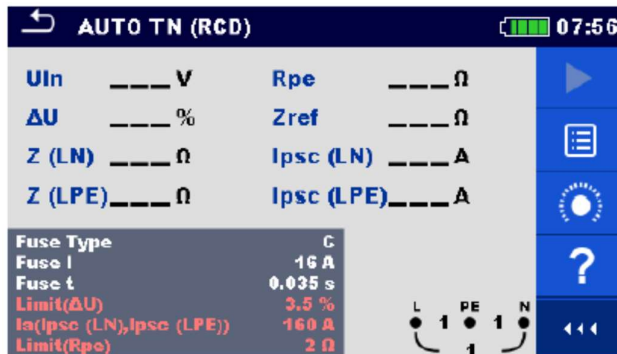 AUTO TN (RCD) 07:56
Uln ___V Rpe ___Ω
ΔU ___% Zref ___Ω
Z (LN) ___Ω Ipsc (LN) ___A
Z (LPE)___Ω Ipsc (LPE)___A
Fuse Type C
Fuse I 16 A
Fuse t 0.035 s
Limit(ΔU) 3.5 %
Ia(Ipsc (LN),Ipsc (LPE)) 160 A
Limit(Rpe) 2 Ω
L PE N
1 1
1
?